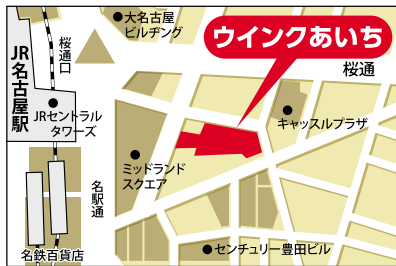 大名古屋
ビルヂング
ウインクあいち
桜通口
桜通
JR名古屋駅
JRセントラル
タワーズ
キャッスルプラザ
ミッドランド
スクエア
名駅通
名鉄百貨店
センチュリー豊田ビル